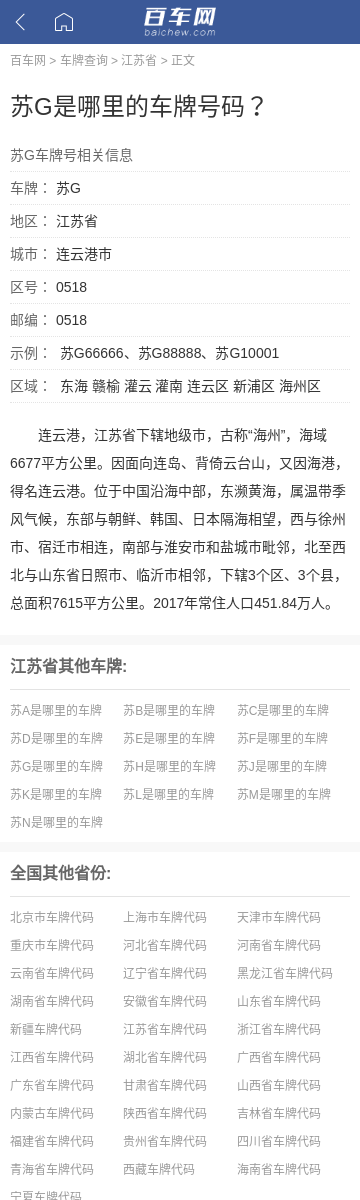 百车网
baichew.com
百车网 > 车牌查询 > 江苏省 > 正文
苏G是哪里的车牌号码？
苏G车牌号相关信息
车牌： 苏G
地区： 江苏省
城市： 连云港市
区号： 0518
邮编： 0518
示例： 苏G66666、苏G88888、苏G10001
区域： 东海 赣榆 灌云 灌南 连云区 新浦区 海州区
连云港，江苏省下辖地级市，古称“海州”，海域
6677平方公里。因面向连岛、背倚云台山，又因海港，
得名连云港。位于中国沿海中部，东濒黄海，属温带季
风气候，东部与朝鲜、韩国、日本隔海相望，西与徐州
市、宿迁市相连，南部与淮安市和盐城市毗邻，北至西
北与山东省日照市、临沂市相邻，下辖3个区、3个县，
总面积7615平方公里。2017年常住人口451.84万人。
江苏省其他车牌:
苏A是哪里的车牌 苏B是哪里的车牌 苏C是哪里的车牌
苏D是哪里的车牌 苏E是哪里的车牌 苏F是哪里的车牌
苏G是哪里的车牌 苏H是哪里的车牌 苏J是哪里的车牌
苏K是哪里的车牌 苏L是哪里的车牌 苏M是哪里的车牌
苏N是哪里的车牌
全国其他省份:
北京市车牌代码 上海市车牌代码 天津市车牌代码
重庆市车牌代码 河北省车牌代码 河南省车牌代码
云南省车牌代码 辽宁省车牌代码 黑龙江省车牌代码
湖南省车牌代码 安徽省车牌代码 山东省车牌代码
新疆车牌代码 江苏省车牌代码 浙江省车牌代码
江西省车牌代码 湖北省车牌代码 广西省车牌代码
广东省车牌代码 甘肃省车牌代码 山西省车牌代码
内蒙古车牌代码 陕西省车牌代码 吉林省车牌代码
福建省车牌代码 贵州省车牌代码 四川省车牌代码
青海省车牌代码 西藏车牌代码 海南省车牌代码
宁夏车牌代码